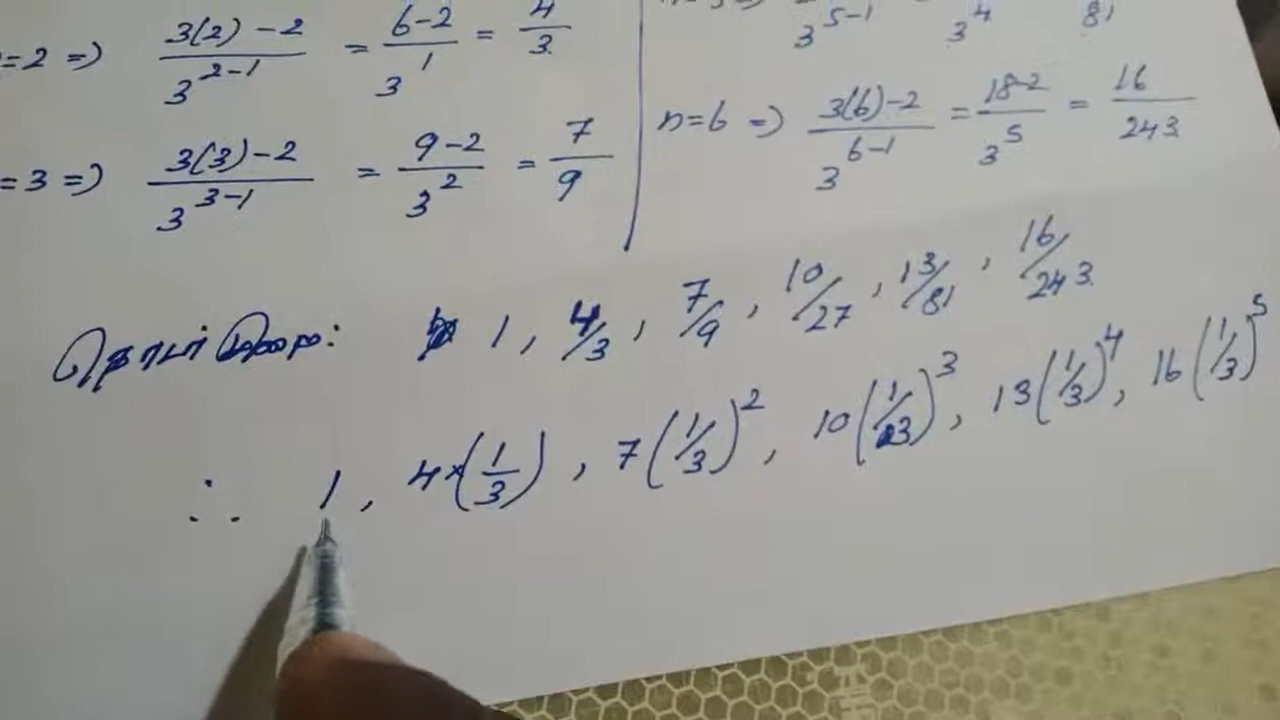 =2 => 3(2)-2 / 3^(2-1) = 6-2 / 3^1 = 4/3
=3 => 3(3)-2 / 3^(3-1) = 9-2 / 3^2 = 7/9
3^(5-1) 3^4 81
n=6 => 3(6)-2 / 3^(6-1) = 18-2 / 3^5 = 16/243
1, 4/3, 7/9, 10/27, 13/81, 16/243
∴ 1, 4×(1/3), 7(1/3)^2, 10(1/3)^3, 13(1/3)^4, 16(1/3)^5